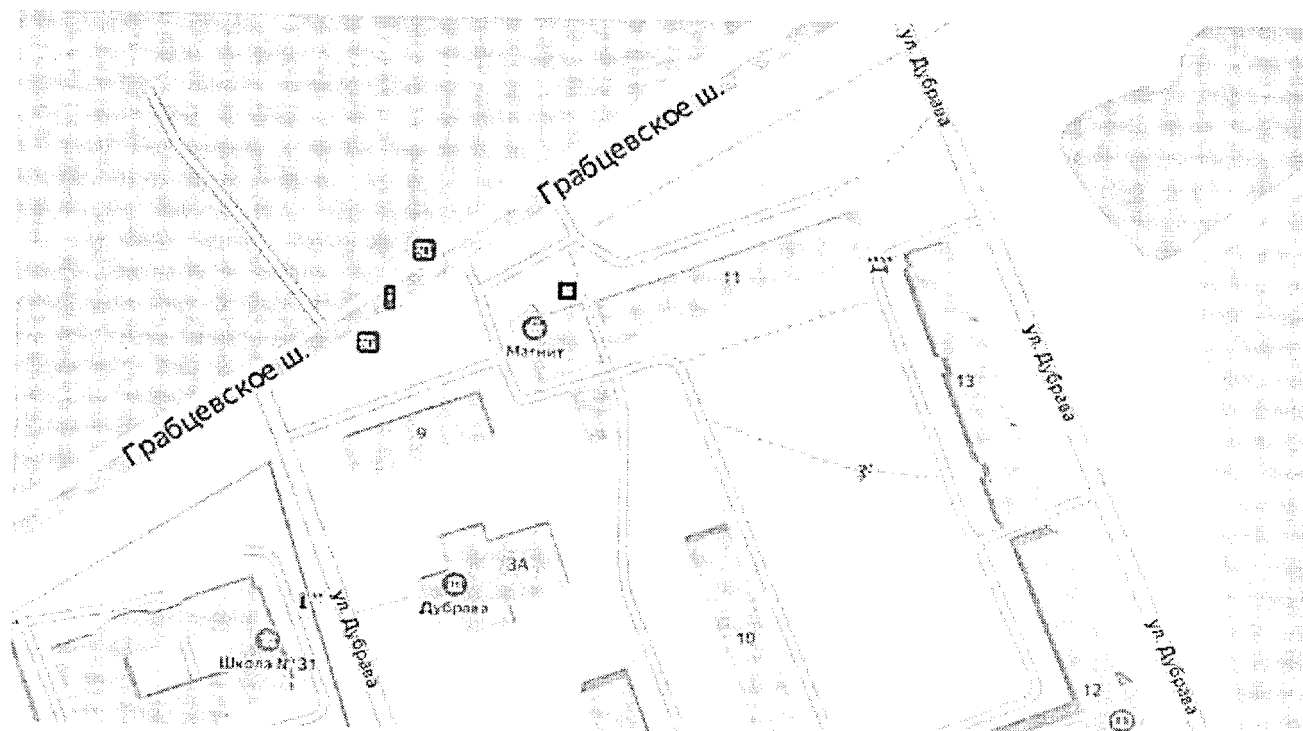 ул. Дубрава
Грабцевское ш.
11
Магнит
ул. Дубрава
13
Грабцевское ш.
9
3А
Дубрава
ул. Дубрава
Школа №31
10
ул. Дубрава
12